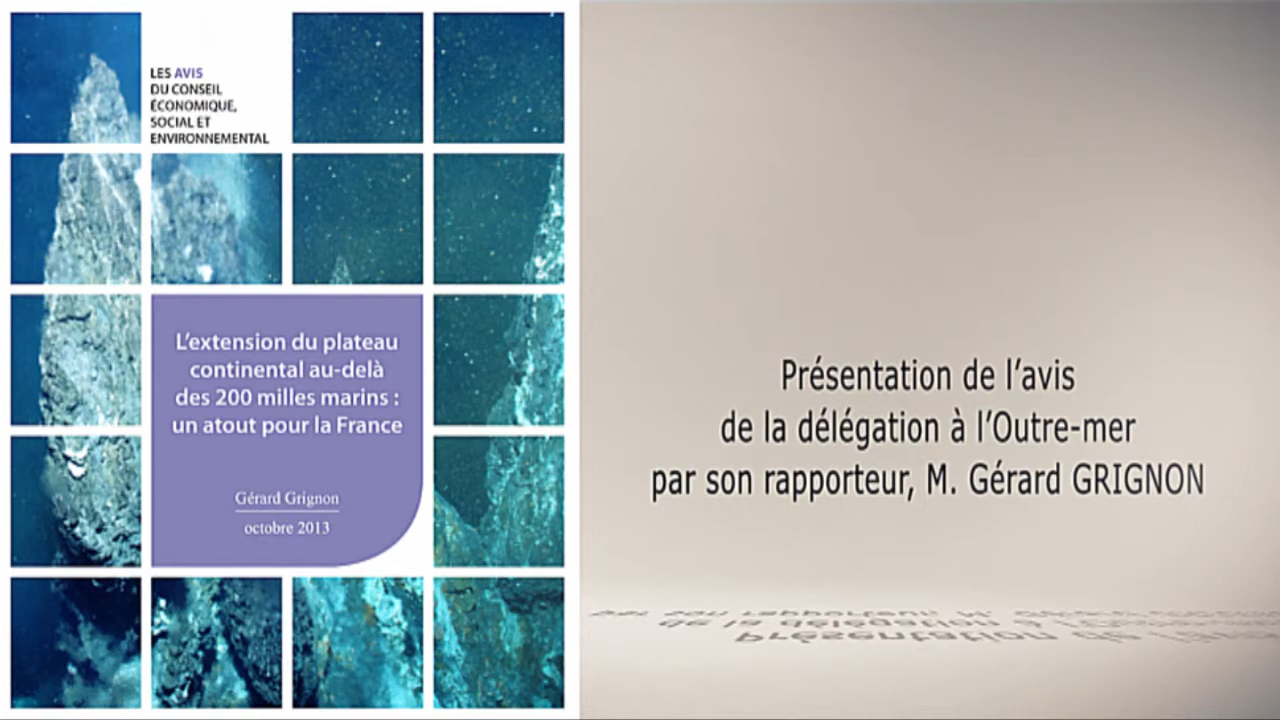 LES AVIS
DU CONSEIL
ÉCONOMIQUE,
SOCIAL ET
ENVIRONNEMENTAL
L'extension du plateau
continental au-delà
des 200 milles marins :
un atout pour la France
Gérard Grignon
octobre 2013
Présentation de l'avis
de la délégation à l'Outre-mer
par son rapporteur, M. Gérard GRIGNON